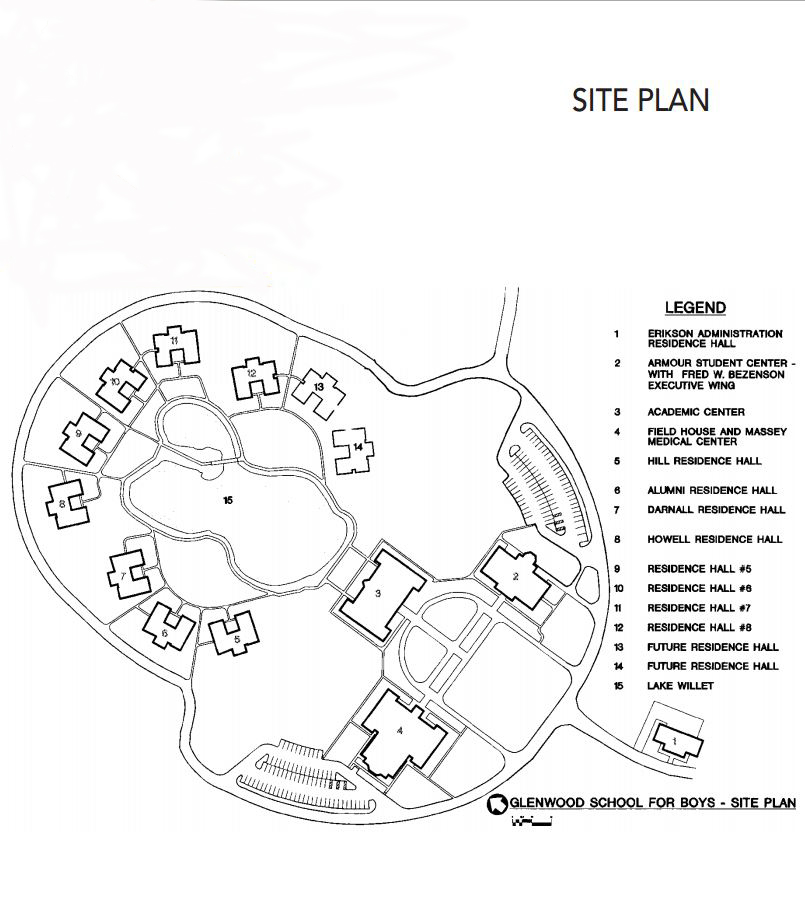 SITE PLAN
LEGEND
1 ERIKSON ADMINISTRATION
RESIDENCE HALL
2 ARMOUR STUDENT CENTER -
WITH FRED W. BEZENSON
EXECUTIVE WING
3 ACADEMIC CENTER
4 FIELD HOUSE AND MASSEY
MEDICAL CENTER
5 HILL RESIDENCE HALL
6 ALUMNI RESIDENCE HALL
7 DARNALL RESIDENCE HALL
8 HOWELL RESIDENCE HALL
9 RESIDENCE HALL #5
10 RESIDENCE HALL #6
11 RESIDENCE HALL #7
12 RESIDENCE HALL #8
13 FUTURE RESIDENCE HALL
14 FUTURE RESIDENCE HALL
15 LAKE WILLET
11
12
10
13
9
14
8
15
7
2
3
6
5
4
1
GLENWOOD SCHOOL FOR BOYS - SITE PLAN